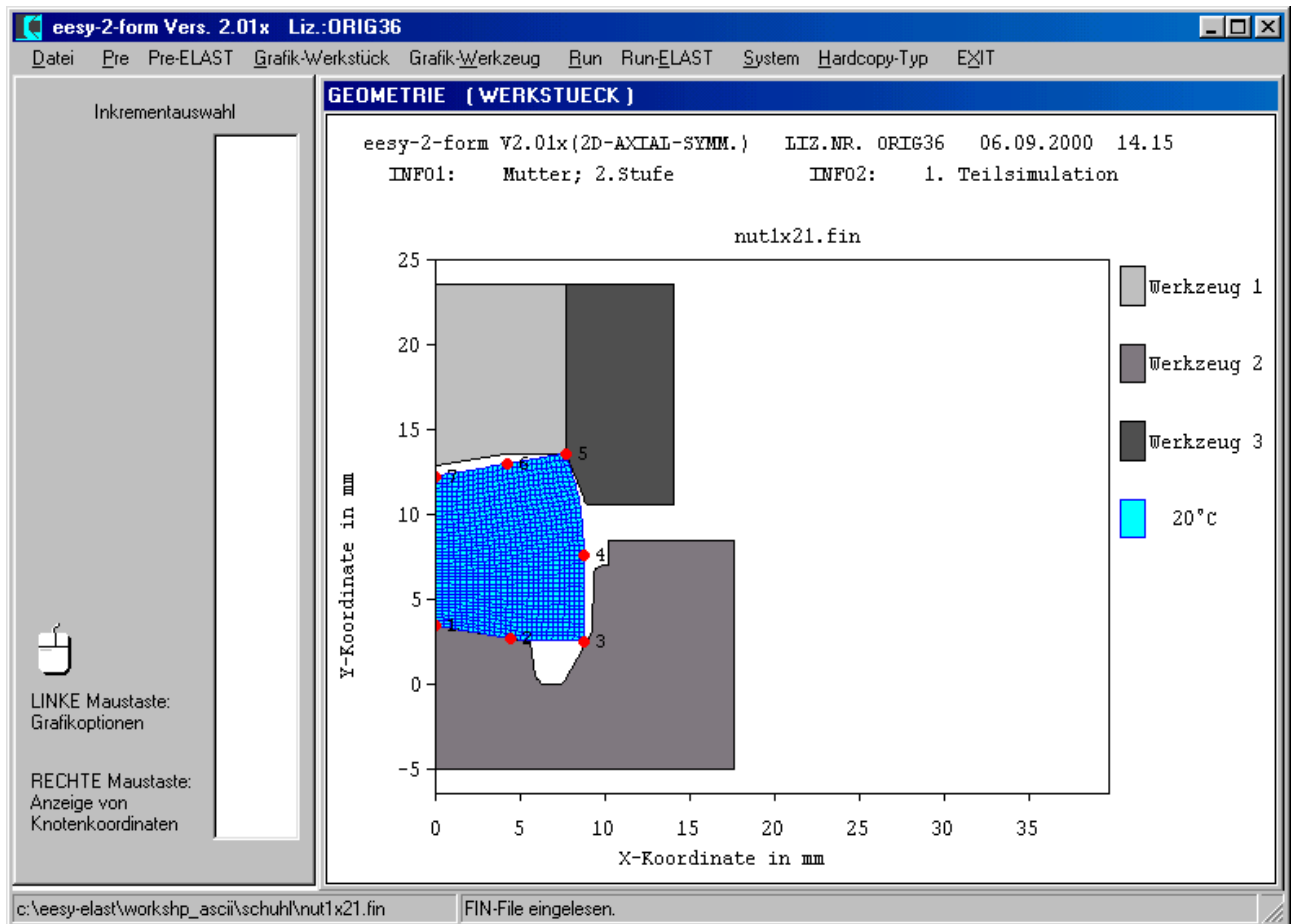 eesy-2-form Vers. 2.01x Liz.:ORIG36
Datei Pre Pre-ELAST Grafik-Werkstück Grafik-Werkzeug Run Run-ELAST System Hardcopy-Typ EXIT
Inkrementauswahl
LINKE Maustaste:
Grafikoptionen
RECHTE Maustaste:
Anzeige von
Knotenkoordinaten
GEOMETRIE (WERKSTUECK)
eesy-2-form V2.01x(2D-AXIAL-SYMM.) LIZ.NR. ORIG36 06.09.2000 14.15
INFO1: Mutter; 2.Stufe INFO2: 1. Teilsimulation
nut1x21.fin
25
20
15
10
5
0
-5
Y-Koordinate in mm
7
6
5
4
1
2
3
0 5 10 15 20 25 30 35
X-Koordinate in mm
Werkzeug 1
Werkzeug 2
Werkzeug 3
20°C
c:\eesy-elast\workshp_ascii\schuhl\nut1x21.fin FIN-File eingelesen.